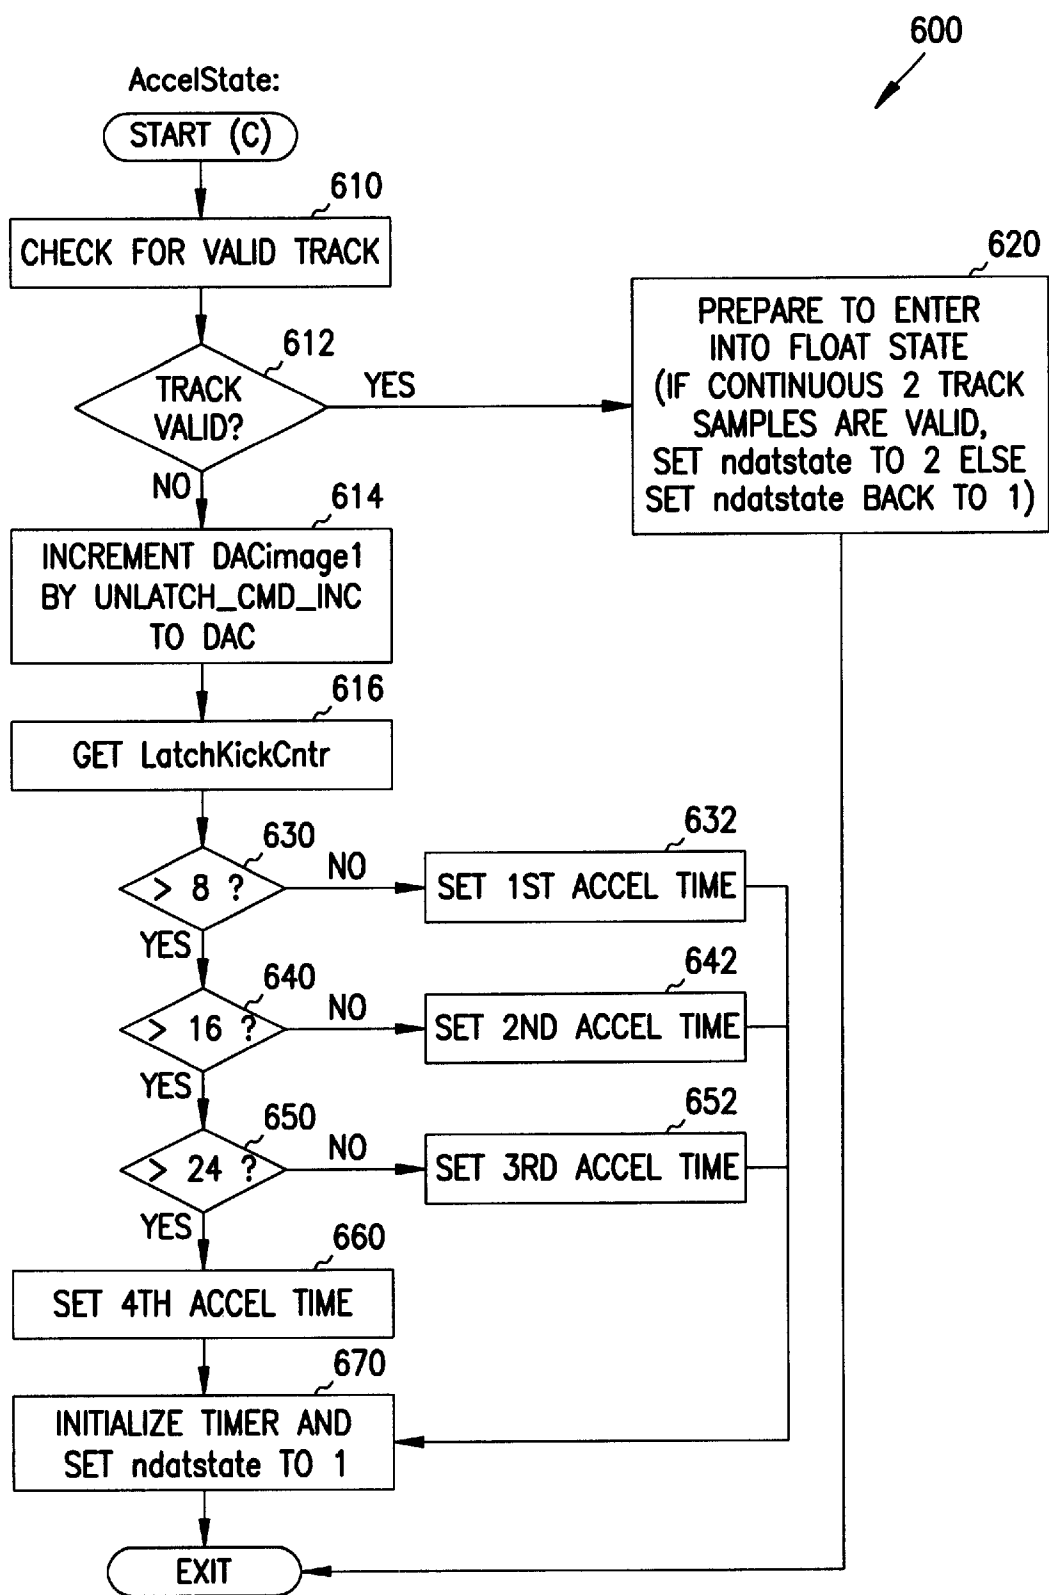 600
AccelState:
START (C)
610
CHECK FOR VALID TRACK
612
TRACK
VALID?
YES
NO
620
PREPARE TO ENTER
INTO FLOAT STATE
(IF CONTINUOUS 2 TRACK
SAMPLES ARE VALID,
SET ndatstate TO 2 ELSE
SET ndatstate BACK TO 1)
614
INCREMENT DACimage1
BY UNLATCH_CMD_INC
TO DAC
616
GET LatchKickCntr
630
> 8 ?
NO
YES
632
SET 1ST ACCEL TIME
640
> 16 ?
NO
YES
642
SET 2ND ACCEL TIME
650
> 24 ?
NO
YES
652
SET 3RD ACCEL TIME
660
SET 4TH ACCEL TIME
670
INITIALIZE TIMER AND
SET ndatstate TO 1
EXIT